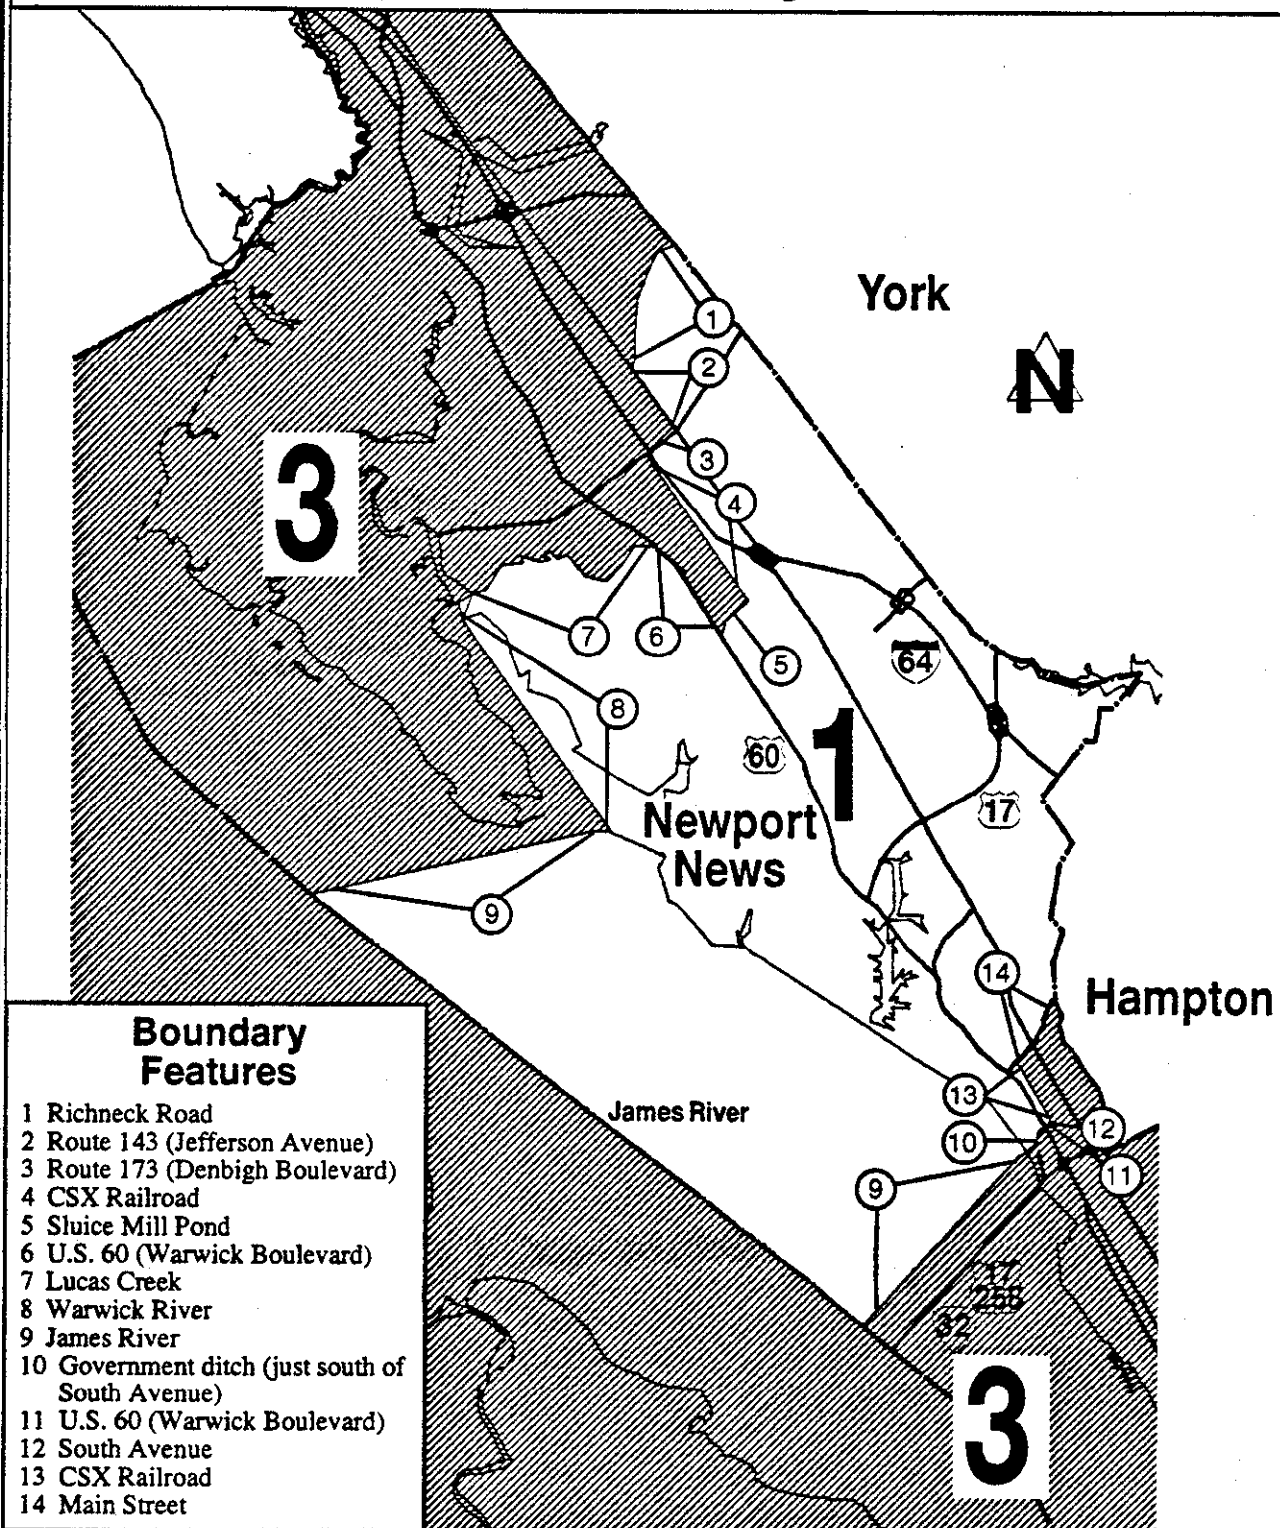 York
1
N
2
3
3
4
7
6
5
64
8
1
60
Newport
News
17
9
14
Hampton
Boundary
Features
1 Richneck Road
2 Route 143 (Jefferson Avenue)
3 Route 173 (Denbigh Boulevard)
4 CSX Railroad
5 Sluice Mill Pond
6 U.S. 60 (Warwick Boulevard)
7 Lucas Creek
8 Warwick River
9 James River
10 Government ditch (just south of
South Avenue)
11 U.S. 60 (Warwick Boulevard)
12 South Avenue
13 CSX Railroad
14 Main Street
James River
13
12
10
11
9
17
258
32
3